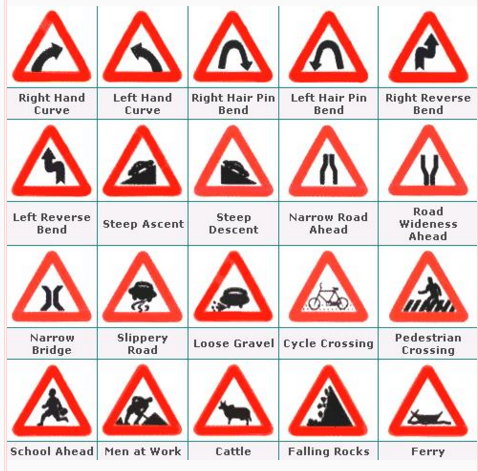 Right Hand
Curve
Left Hand
Curve
Right Hair Pin
Bend
Left Hair Pin
Bend
Right Reverse
Bend
Left Reverse
Bend
Steep Ascent
Steep
Descent
Narrow Road
Ahead
Road
Wideness
Ahead
Narrow
Bridge
Slippery
Road
Loose Gravel
Cycle Crossing
Pedestrian
Crossing
School Ahead
Men at Work
Cattle
Falling Rocks
Ferry